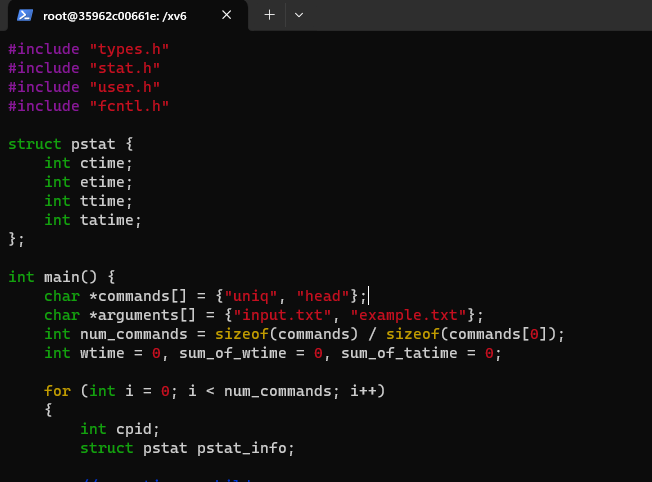 root@35962c00661e: /xv6
#include "types.h"
#include "stat.h"
#include "user.h"
#include "fcntl.h"
struct pstat {
    int ctime;
    int etime;
    int ttime;
    int tatime;
};
int main() {
    char *commands[] = {"uniq", "head"};
    char *arguments[] = {"input.txt", "example.txt"};
    int num_commands = sizeof(commands) / sizeof(commands[0]);
    int wtime = 0, sum_of_wtime = 0, sum_of_tatime = 0;
    for (int i = 0; i < num_commands; i++)
    {
        int cpid;
        struct pstat pstat_info;